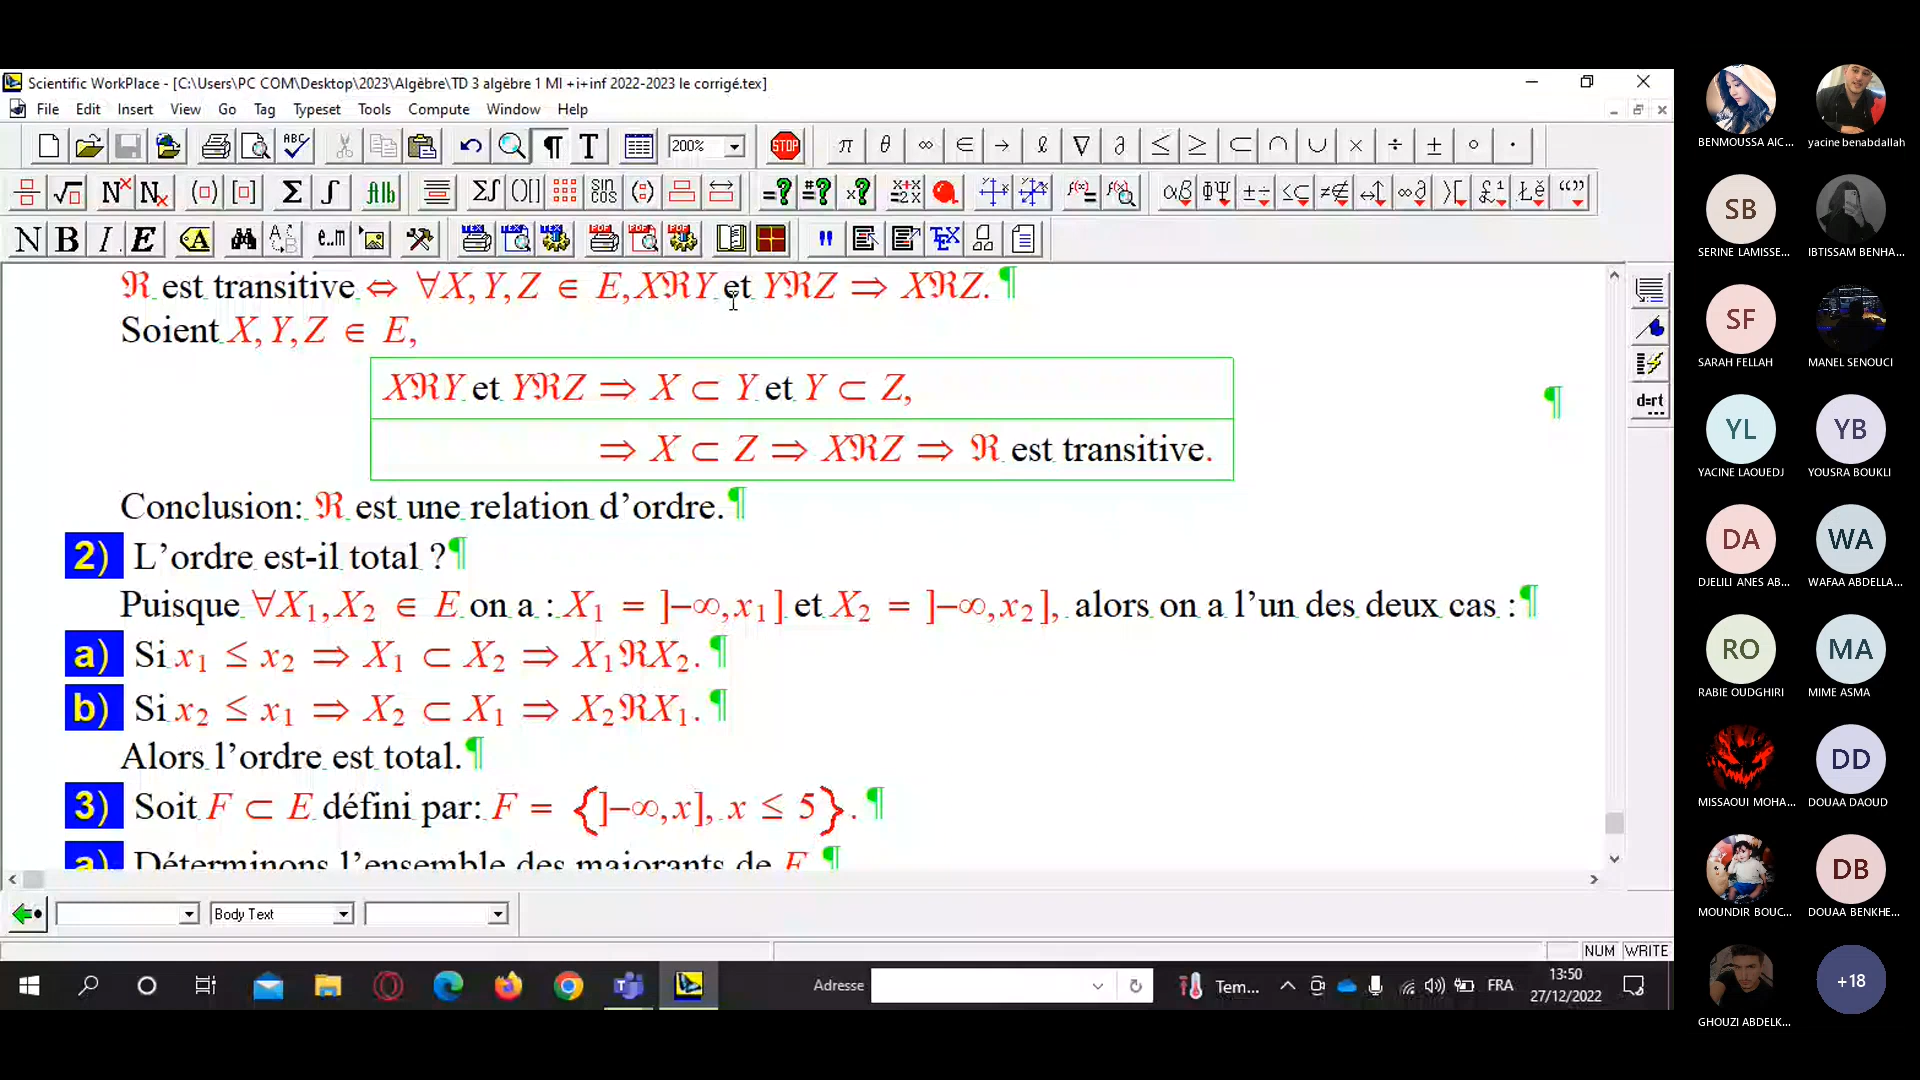 Scientific WorkPlace - [C:\Users\PC COM\Desktop\2023\Algèbre\TD 3 algèbre 1 MI +i+inf 2022-2023 le corrigé.tex]
File Edit Insert View Go Tag Typeset Tools Compute Window Help
200% STOP π θ ∞ ∈ → ℓ ∇ ∂ ≤ ≥ ⊂ ∩ ∪ × ÷ ± ∘ ·
N B I E
ℜ est transitive ⇔ ∀X, Y, Z ∈ E, XℜY et YℜZ ⇒ XℜZ.¶
Soient X, Y, Z ∈ E,
XℜY et YℜZ ⇒ X ⊂ Y et Y ⊂ Z,
⇒ X ⊂ Z ⇒ XℜZ ⇒ ℜ est transitive. ¶
Conclusion: ℜ est une relation d’ordre.¶
2) L’ordre est-il total ?¶
Puisque ∀X₁, X₂ ∈ E on a : X₁ = ]−∞, x₁] et X₂ = ]−∞, x₂], alors on a l’un des deux cas :¶
a) Si x₁ ≤ x₂ ⇒ X₁ ⊂ X₂ ⇒ X₁ℜX₂. ¶
b) Si x₂ ≤ x₁ ⇒ X₂ ⊂ X₁ ⇒ X₂ℜX₁. ¶
Alors l’ordre est total.¶
3) Soit F ⊂ E défini par: F = {]−∞, x], x ≤ 5}. ¶
a) Déterminons l’ensemble des majorants de F ¶
Body Text
NUM WRITE
Adresse Tem... FRA 13:50
27/12/2022
BENMOUSSA AIC... yacine benabdallah
SB
SERINE LAMISSE... IBTISSAM BENHA...
SF
SARAH FELLAH MANEL SENOUCI
YL YB
YACINE LAOUEDJ YOUSRA BOUKLI
DA WA
DJELILI ANES AB... WAFAA ABDELLA...
RO MA
RABIE OUDGHIRI MIME ASMA
DD
MISSAOUI MOHA... DOUAA DAOUD
DB
MOUNDIR BOUC... DOUAA BENKHE...
+18
GHOUZI ABDELK...